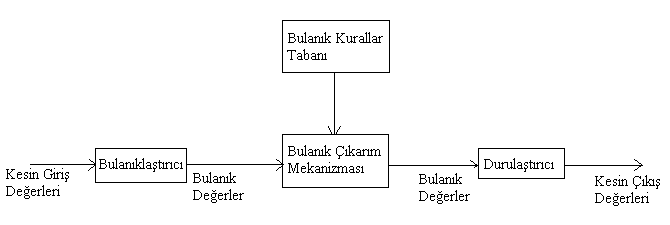 Bulanık Kurallar
Tabanı
Bulanıklaştırıcı
Bulanık Çıkarım
Mekanizması
Durulaştırıcı
Kesin Giriş
Değerleri
Bulanık
Değerler
Bulanık
Değerler
Kesin Çıkış
Değerleri